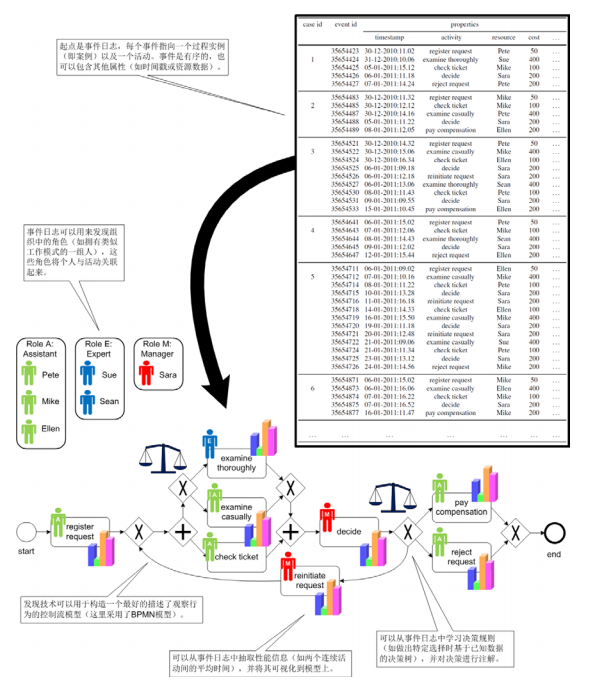 起点是事件日志，每个事件指向一个过程实例
（即案例）以及一个活动。事件是有序的，也
可以包含其他属性（如时间戳或资源数据）。
case id event id properties
timestamp activity resource cost …
1
35654423 30-12-2010:11.02 register request Pete 50 …
35654424 31-12-2010:10.06 examine thoroughly Sue 400 …
35654425 05-01-2011:15.12 check ticket Mike 100 …
35654426 06-01-2011:11.18 decide Sara 200 …
35654427 07-01-2011:14.24 reject request Pete 200 …
2
35654483 30-12-2010:11.32 register request Mike 50 …
35654485 30-12-2010:12.12 check ticket Mike 100 …
35654487 30-12-2010:14.16 examine casually Pete 400 …
35654488 05-01-2011:11.22 decide Sara 200 …
35654489 08-01-2011:12.05 pay compensation Ellen 200 …
3
35654521 30-12-2010:14.32 register request Pete 50 …
35654522 30-12-2010:15.06 examine casually Mike 400 …
35654524 30-12-2010:16.34 check ticket Ellen 100 …
35654525 06-01-2011:09.18 decide Sara 200 …
35654526 06-01-2011:12.18 reinitiate request Sara 200 …
35654527 06-01-2011:13.06 examine thoroughly Sean 400 …
35654530 08-01-2011:11.43 check ticket Pete 100 …
35654531 09-01-2011:09.55 decide Sara 200 …
35654533 15-01-2011:10.45 pay compensation Ellen 200 …
4
35654641 06-01-2011:15.02 register request Pete 50 …
35654643 07-01-2011:12.06 check ticket Mike 100 …
35654644 08-01-2011:14.43 examine thoroughly Sean 400 …
35654645 09-01-2011:12.02 decide Sara 200 …
35654647 12-01-2011:15.44 reject request Ellen 200 …
5
35654711 06-01-2011:09.02 register request Ellen 50 …
35654712 07-01-2011:10.16 examine casually Mike 400 …
35654714 08-01-2011:11.22 check ticket Pete 100 …
35654715 10-01-2011:13.28 decide Sara 200 …
35654716 11-01-2011:16.18 reinitiate request Sara 200 …
35654718 14-01-2011:14.33 check ticket Ellen 100 …
35654719 16-01-2011:15.50 examine casually Mike 400 …
35654720 19-01-2011:11.18 decide Sara 200 …
35654721 20-01-2011:12.48 reinitiate request Sara 200 …
35654722 21-01-2011:09.06 examine casually Sue 400 …
35654724 21-01-2011:11.34 check ticket Pete 100 …
35654725 23-01-2011:13.12 decide Sara 200 …
35654726 24-01-2011:14.56 reject request Mike 200 …
6
35654871 06-01-2011:15.02 register request Mike 50 …
35654873 06-01-2011:16.06 examine casually Ellen 400 …
35654874 07-01-2011:16.22 check ticket Mike 100 …
35654875 07-01-2011:16.52 decide Sara 200 …
35654877 16-01-2011:11.47 pay compensation Mike 200 …
… … … … … … …
事件日志可以用来发现组
织中的角色（如拥有类似
工作模式的一组人），这
些角色将个人与活动关联
起来。
Role A:
Assistant
Pete
Mike
Ellen
Role E:
Expert
Sue
Sean
Role M:
Manager
Sara
start
A
register
request
X
+
X
E
examine
thoroughly
A
examine
casually
A
check ticket
X
+
M
decide
M
reinitiate
request
X
A
pay
compensation
A
reject
request
X
end
发现技术可以用于构造一个最好的描述了观察行
为的控制流模型（这里采用了BPMN模型）。
可以从事件日志中抽取性能信息（如两个连续活
动间的平均时间），并将其可视化到模型上。
可以从事件日志中学习决策规则
（如做出特定选择时基于已知数据
的决策树），并对决策进行注解。